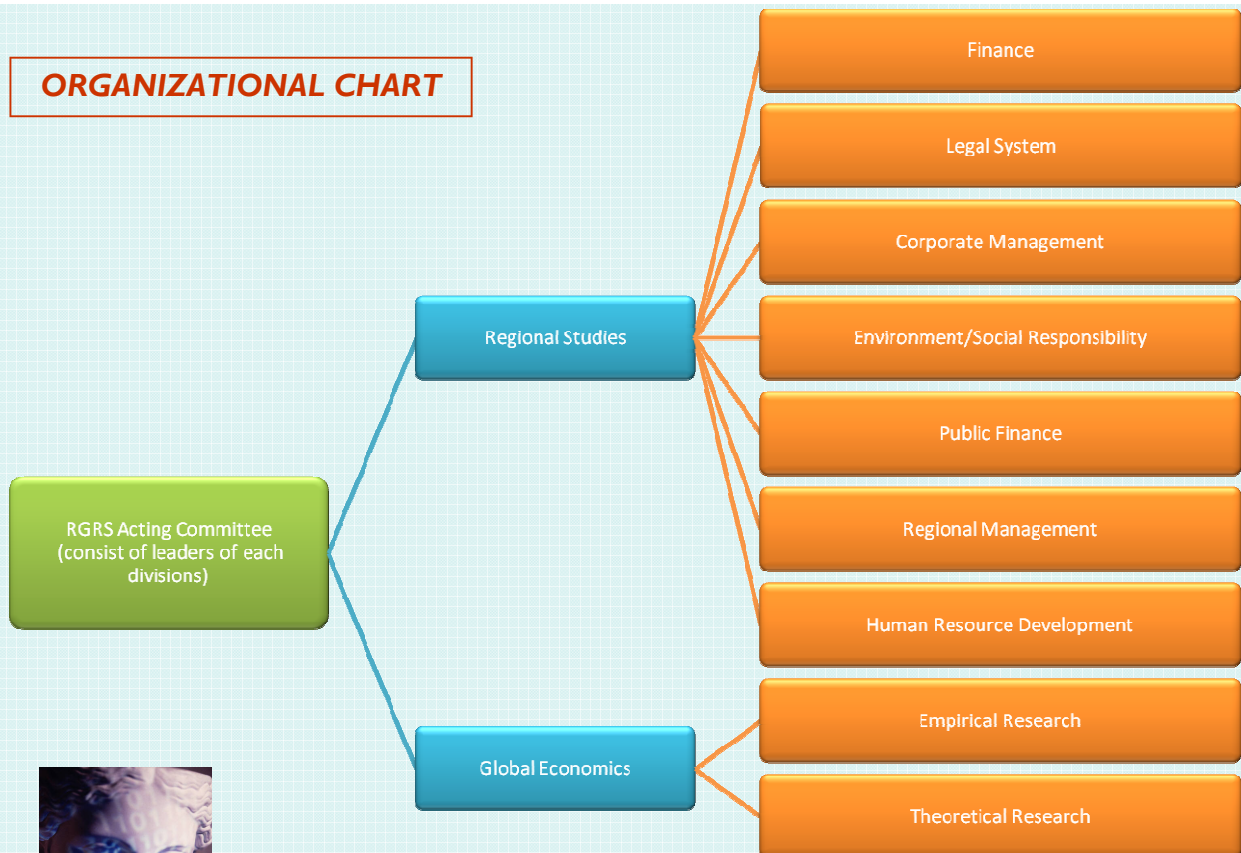 ORGANIZATIONAL CHART
Finance
Legal System
Corporate Management
Regional Studies
Environment/Social Responsibility
Public Finance
RGRS Acting Committee
(consist of leaders of each
divisions)
Regional Management
Human Resource Development
Empirical Research
Global Economics
Theoretical Research